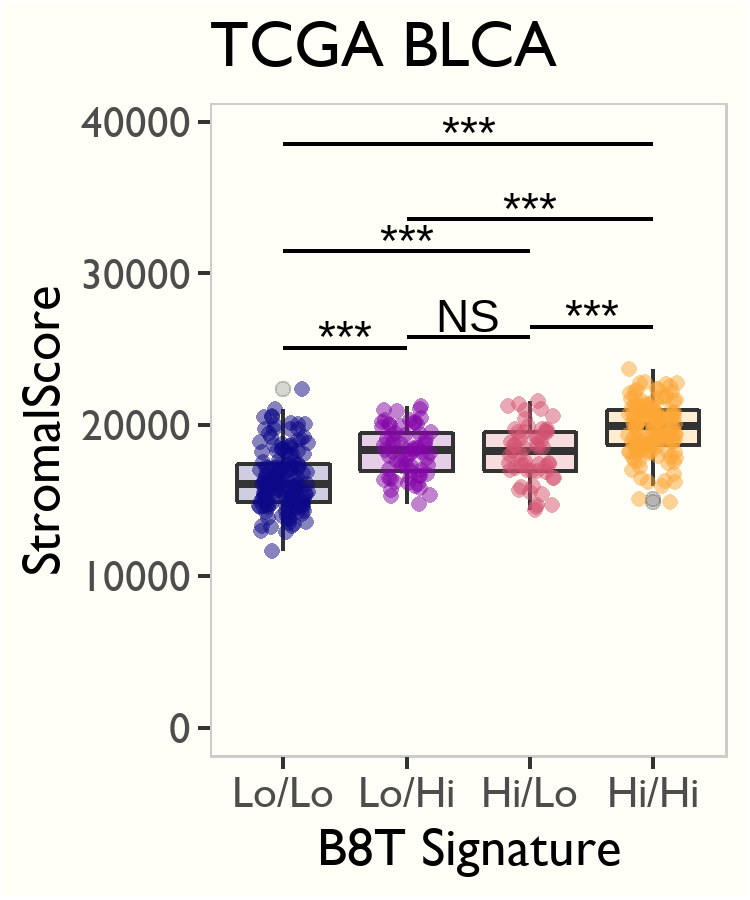 TCGA BLCA
40000
30000
20000
10000
0
StromalScore
***
***
***
***
NS
***
Lo/Lo Lo/Hi Hi/Lo Hi/Hi
B8T Signature